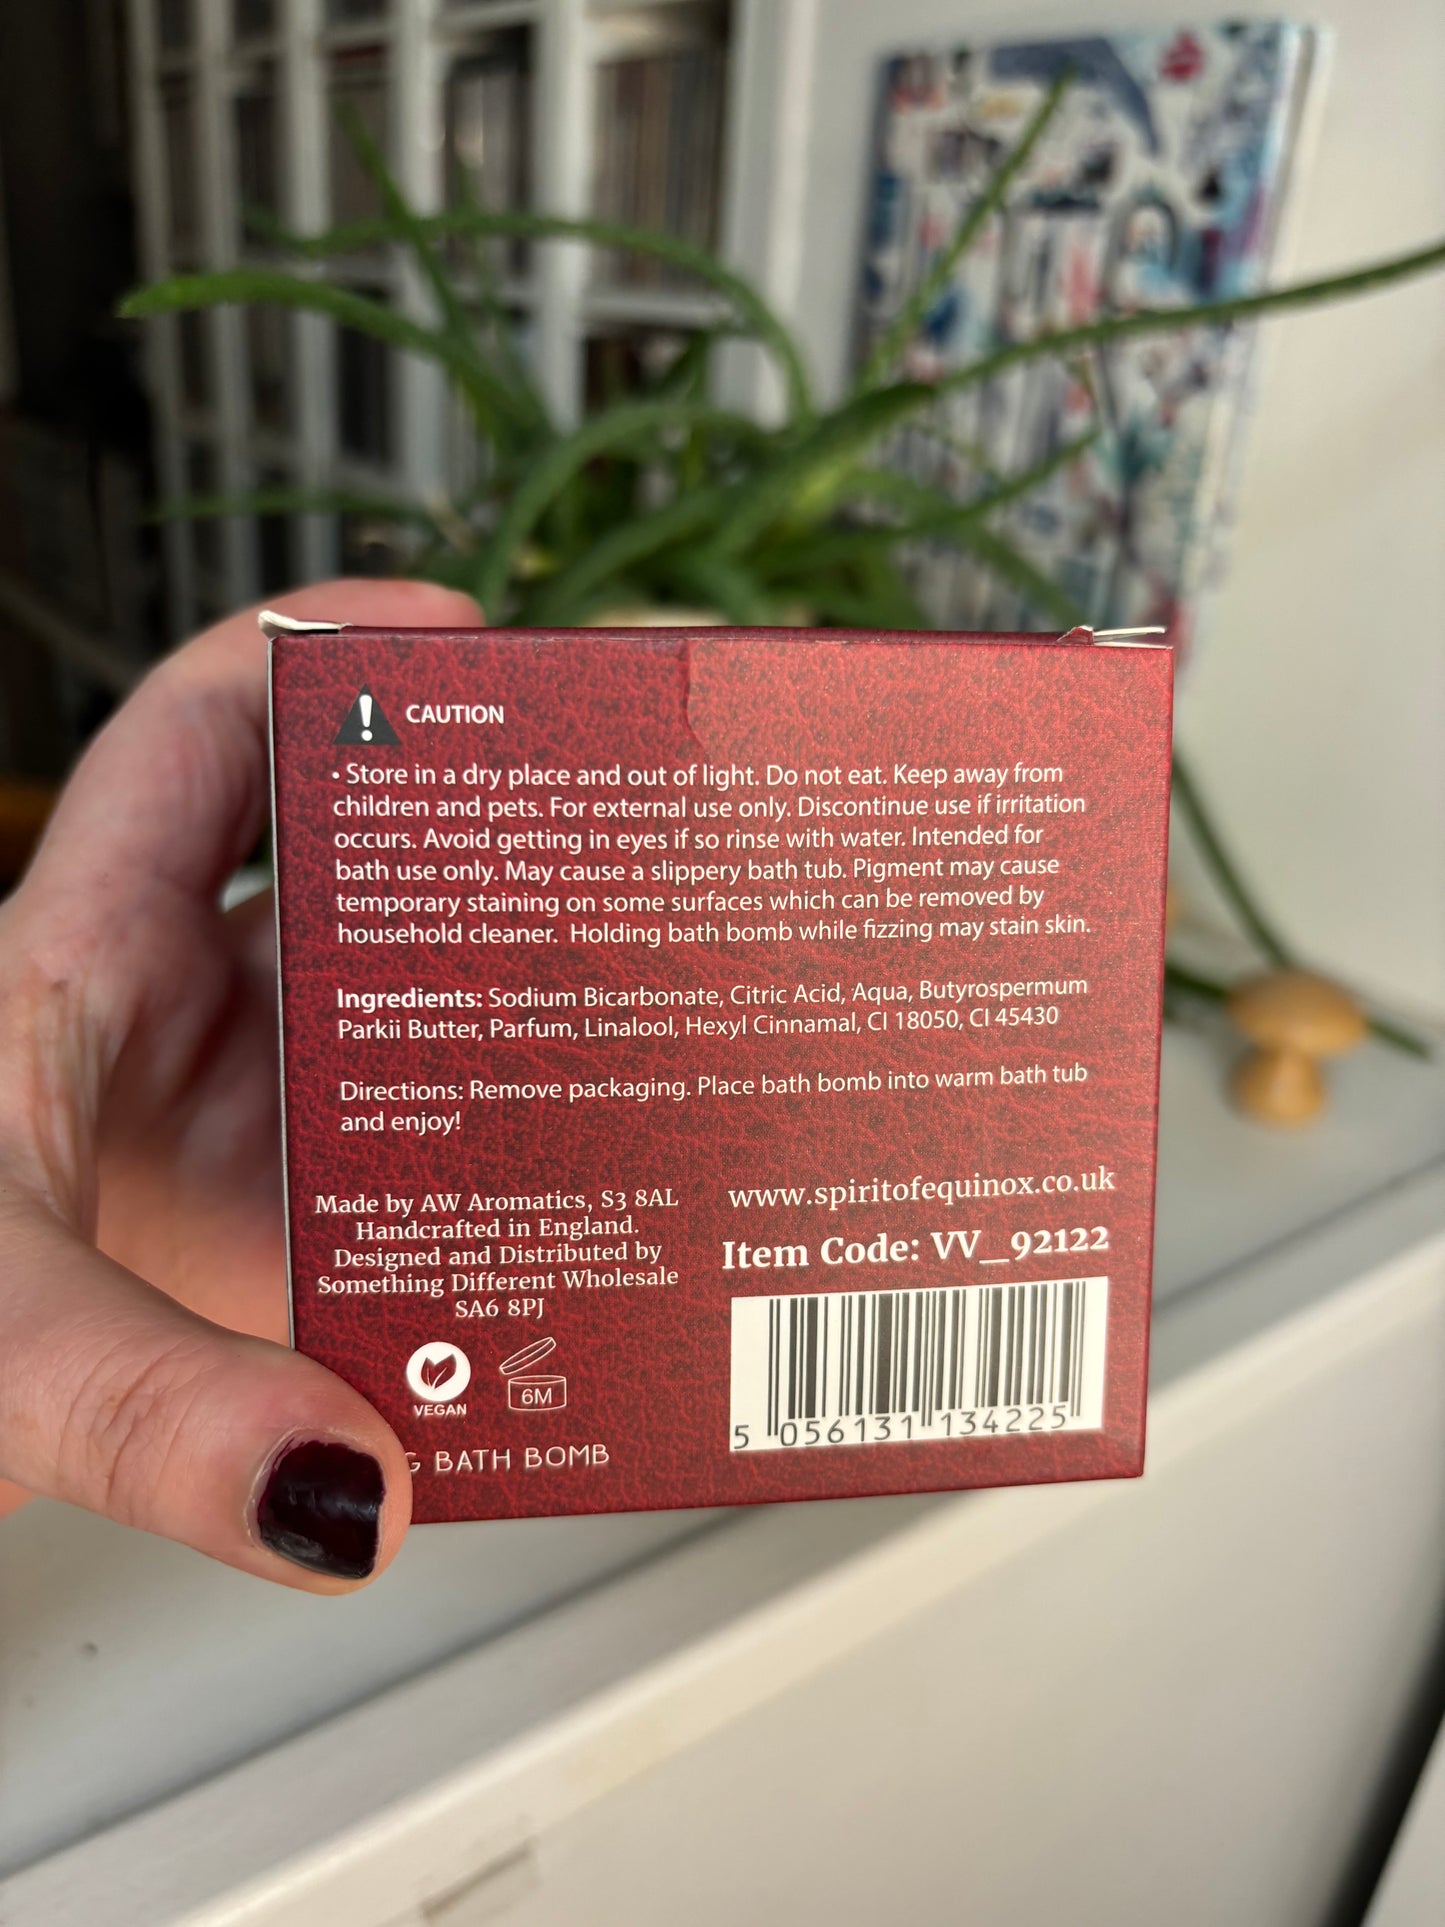 CAUTION
• Store in a dry place and out of light. Do not eat. Keep away from
children and pets. For external use only. Discontinue use if irritation
occurs. Avoid getting in eyes if so rinse with water. Intended for
bath use only. May cause a slippery bath tub. Pigment may cause
temporary staining on some surfaces which can be removed by
household cleaner. Holding bath bomb while fizzing may stain skin.
Ingredients: Sodium Bicarbonate, Citric Acid, Aqua, Butyrospermum
Parkii Butter, Parfum, Linalool, Hexyl Cinnamal, CI 18050, CI 45430
Directions: Remove packaging. Place bath bomb into warm bath tub
and enjoy!
Made by AW Aromatics, S3 8AL
Handcrafted in England.
Designed and Distributed by
Something Different Wholesale
SA6 8PJ
VEGAN
6M
G BATH BOMB
www.spiritofequinox.co.uk
Item Code: VV_92122
5 056131 134225